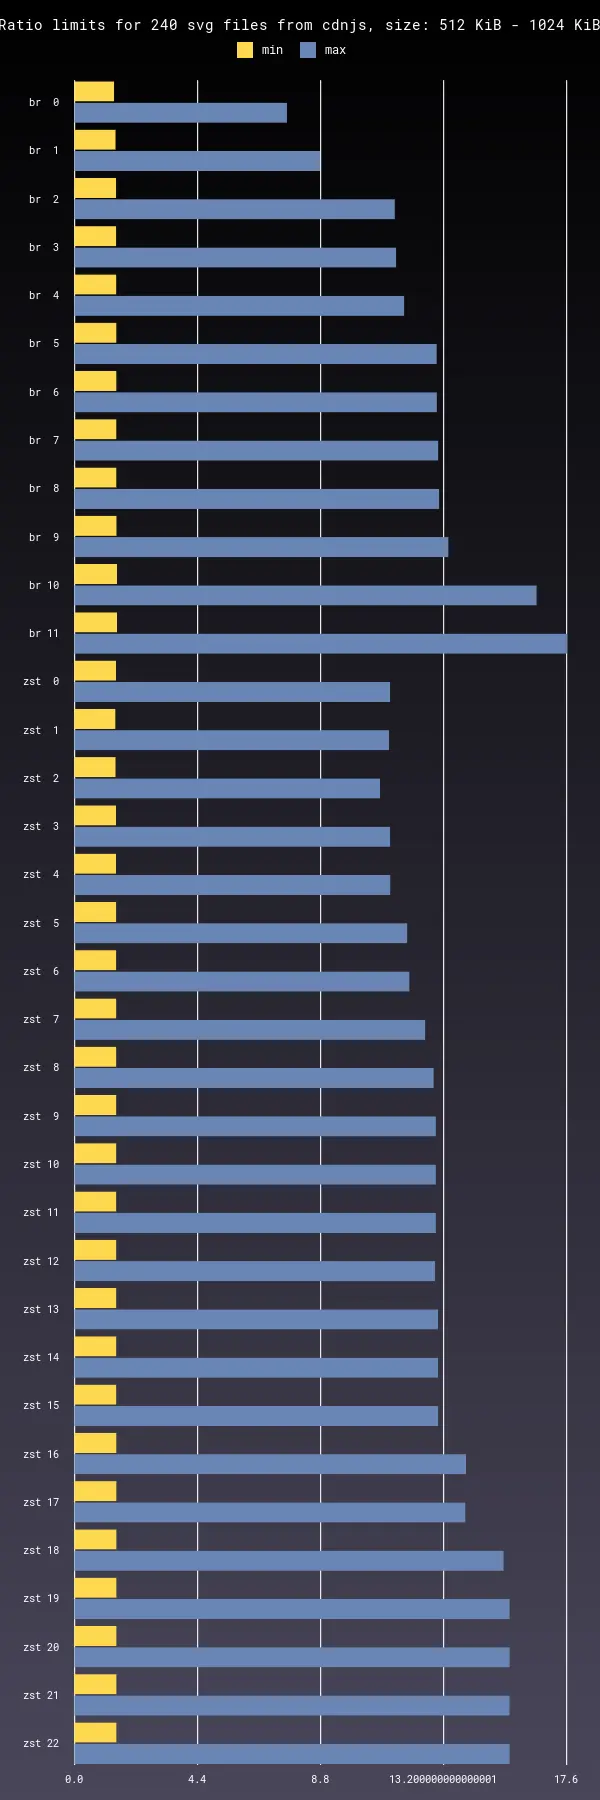 Ratio limits for 240 svg files from cdnjs, size: 512 KiB - 1024 KiB
min max
br 0
br 1
br 2
br 3
br 4
br 5
br 6
br 7
br 8
br 9
br 10
br 11
zst 0
zst 1
zst 2
zst 3
zst 4
zst 5
zst 6
zst 7
zst 8
zst 9
zst 10
zst 11
zst 12
zst 13
zst 14
zst 15
zst 16
zst 17
zst 18
zst 19
zst 20
zst 21
zst 22
0.0 4.4 8.8 13.200000000000001 17.6